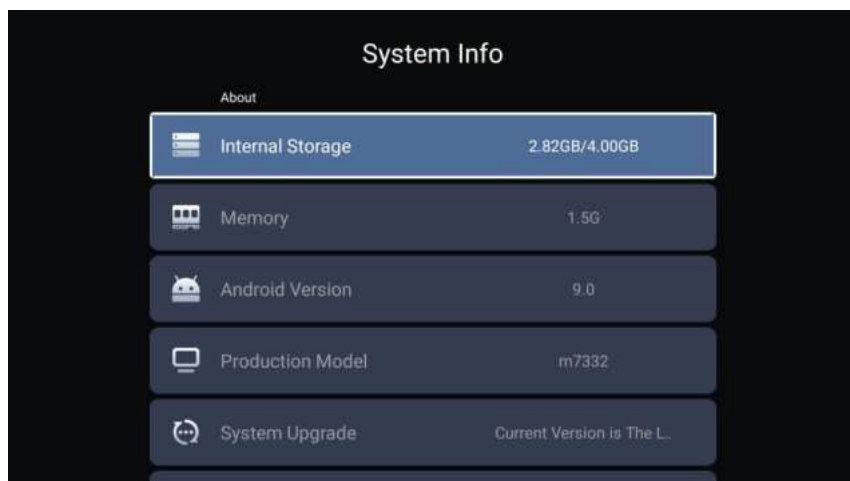 System Info
About
Internal Storage 2.82GB/4.00GB
Memory 1.5G
Android Version 9.0
Production Model m7332
System Upgrade Current Version is The L..